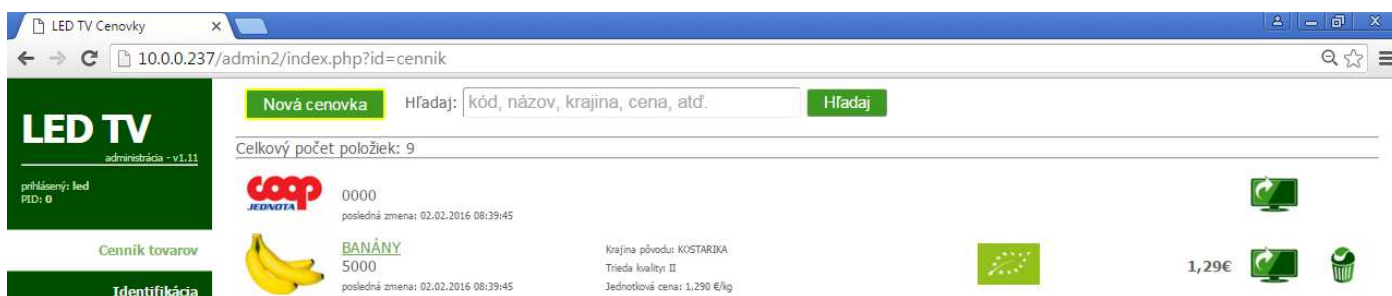 LED TV Cenovky
10.0.0.237/admin2/index.php?id=cennik
LED TV
administrácia - v1.11
prihlásený: led
PID: 0
Cenník tovarov
Identifikácia
Nová cenovka Hľadaj: kód, názov, krajina, cena, atď. Hľadaj
Celkový počet položiek: 9
coop
JEDNOTA
0000
posledná zmena: 02.02.2016 08:39:45
BANÁNY
5000
posledná zmena: 02.02.2016 08:39:45
Krajina pôvodu: KOSTARIKA
Trieda kvality: II
Jednotková cena: 1,290 €/kg
1,29€